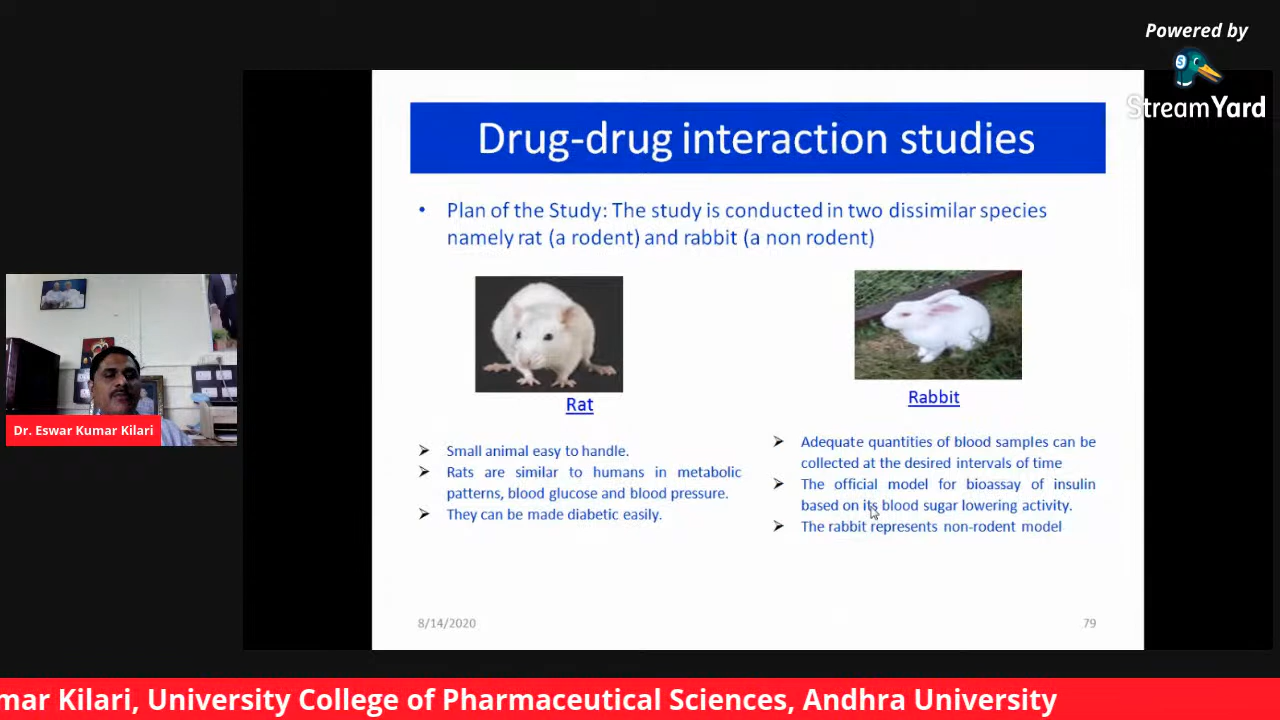 Powered by
StreamYard
Drug-drug interaction studies
• Plan of the Study: The study is conducted in two dissimilar species
namely rat (a rodent) and rabbit (a non rodent)
Rat
➢ Small animal easy to handle.
➢ Rats are similar to humans in metabolic
patterns, blood glucose and blood pressure.
➢ They can be made diabetic easily.
Rabbit
➢ Adequate quantities of blood samples can be
collected at the desired intervals of time
➢ The official model for bioassay of insulin
based on its blood sugar lowering activity.
➢ The rabbit represents non-rodent model
8/14/2020
79
Dr. Eswar Kumar Kilari
mar Kilari, University College of Pharmaceutical Sciences, Andhra University